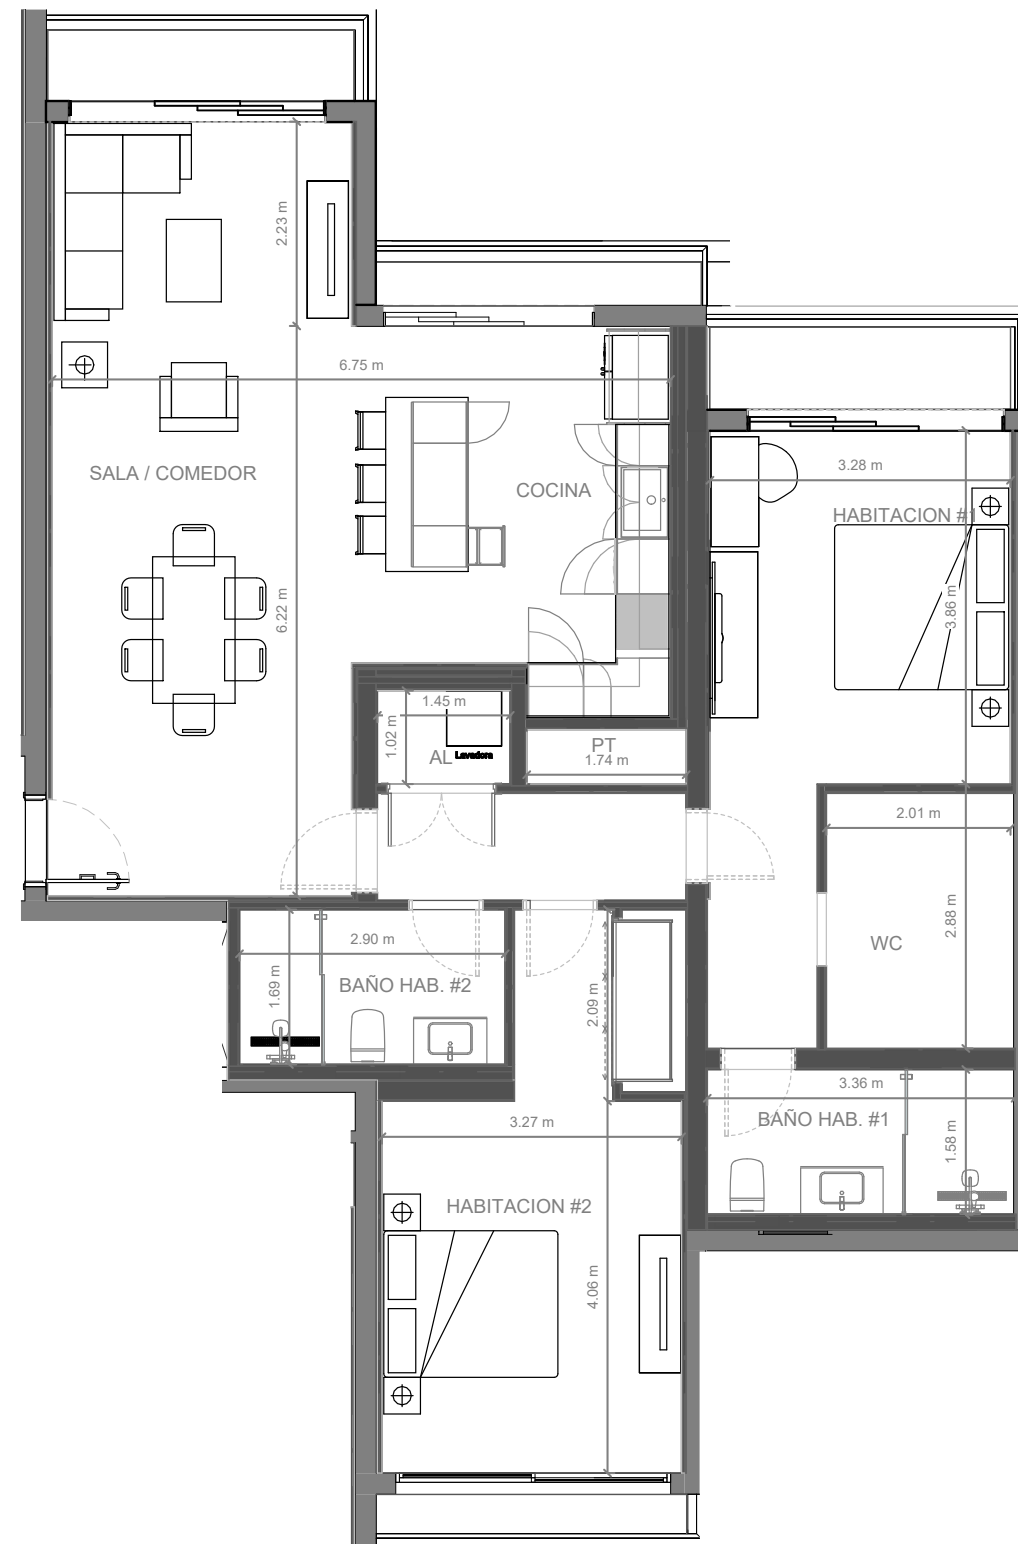 2.23 m
6.75 m
3.28 m
SALA / COMEDOR
COCINA
HABITACION #1
6.22 m
3.86 m
1.45 m
1.02 m
AL
Lavadora
PT
1.74 m
2.01 m
2.88 m
WC
2.90 m
1.69 m
BAÑO HAB. #2
2.09 m
3.36 m
BAÑO HAB. #1
1.58 m
3.27 m
HABITACION #2
4.06 m